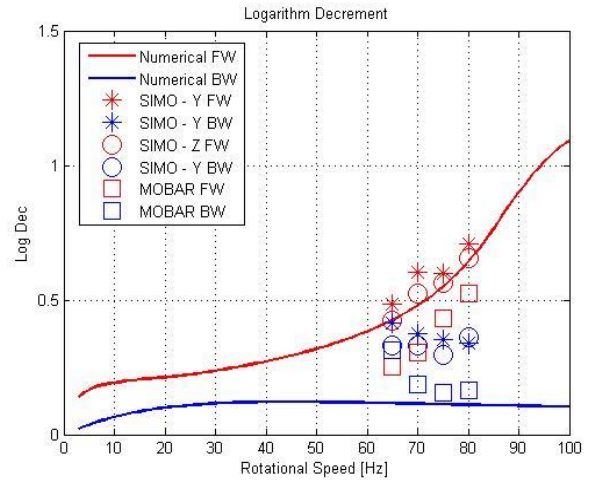 Logarithm Decrement
1.5
1
0.5
0
Log Dec
Numerical FW
Numerical BW
SIMO - Y FW
SIMO - Y BW
SIMO - Z FW
SIMO - Y BW
MOBAR FW
MOBAR BW
0 10 20 30 40 50 60 70 80 90 100
Rotational Speed [Hz]